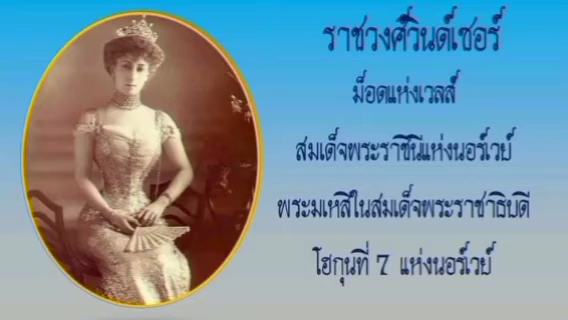 ราชวงศ์วินด์เซอร์
ม็อดแห่งเวลส์
สมเด็จพระราชินีแห่งนอร์เวย์
พระมเหสีในสมเด็จพระราชาธิบดี
โฮกุนที่ 7 แห่งนอร์เวย์